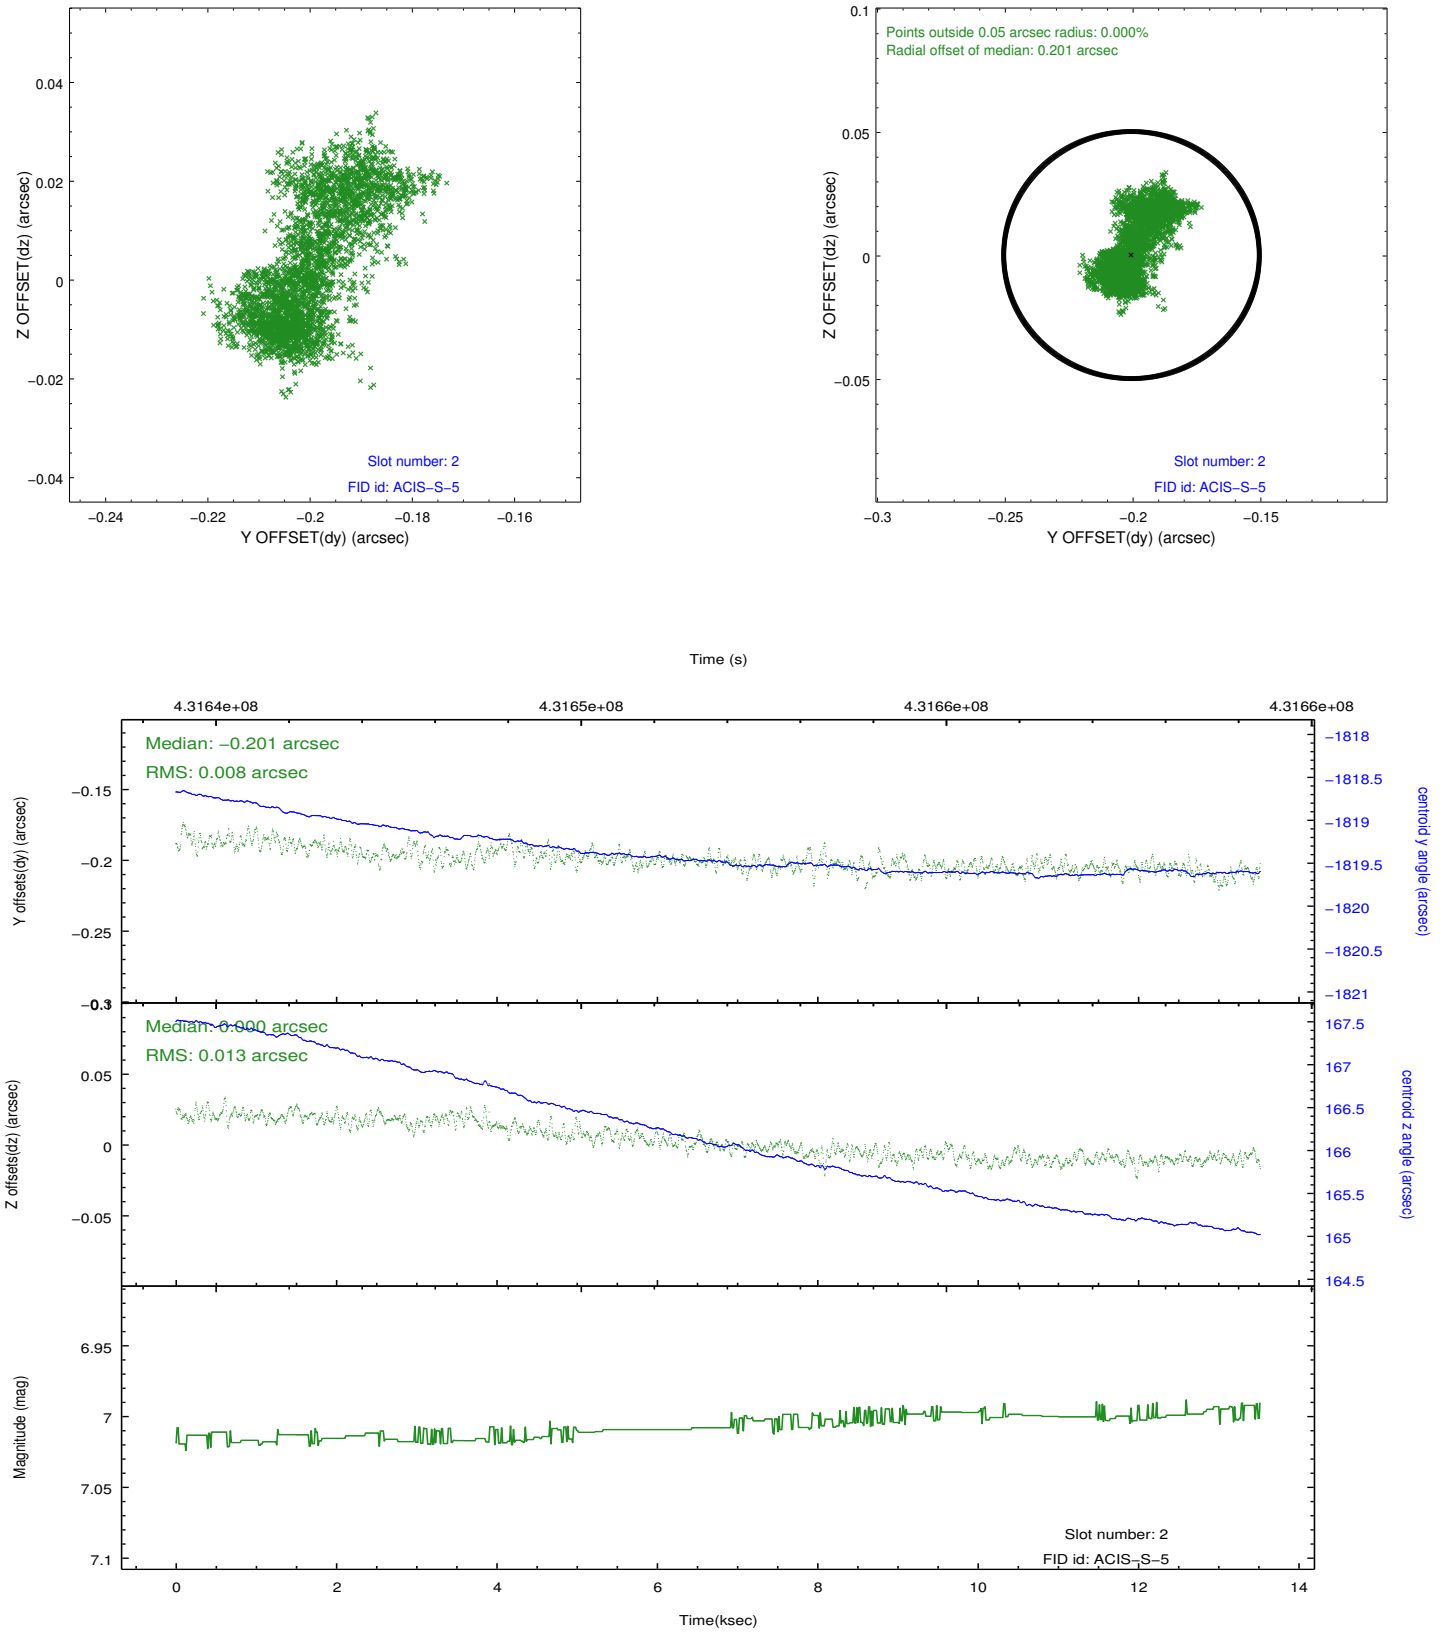 0.04
0.02
0
−0.02
−0.04
Z OFFSET(dz) (arcsec)
−0.24
−0.22
−0.2
−0.18
−0.16
Y OFFSET(dy) (arcsec)
Slot number: 2
FID id: ACIS−S−5
0.1
0.05
0
−0.05
Z OFFSET(dz) (arcsec)
Points outside 0.05 arcsec radius: 0.000%
Radial offset of median: 0.201 arcsec
Slot number: 2
FID id: ACIS−S−5
−0.3
−0.25
−0.2
−0.15
Y OFFSET(dy) (arcsec)
Time (s)
4.3164e+08
4.3165e+08
4.3166e+08
4.3166e+08
Median: −0.201 arcsec
RMS: 0.008 arcsec
−0.15
−0.2
−0.25
−0.3
Y offsets(dy) (arcsec)
−1818
−1818.5
−1819
−1819.5
−1820
−1820.5
−1821
centroid y angle (arcsec)
Median: 0.000 arcsec
RMS: 0.013 arcsec
0.05
0
−0.05
Z offsets(dz) (arcsec)
167.5
167
166.5
166
165.5
165
164.5
centroid z angle (arcsec)
6.95
7
7.05
7.1
Magnitude (mag)
Slot number: 2
FID id: ACIS−S−5
0
2
4
6
8
10
12
14
Time(ksec)